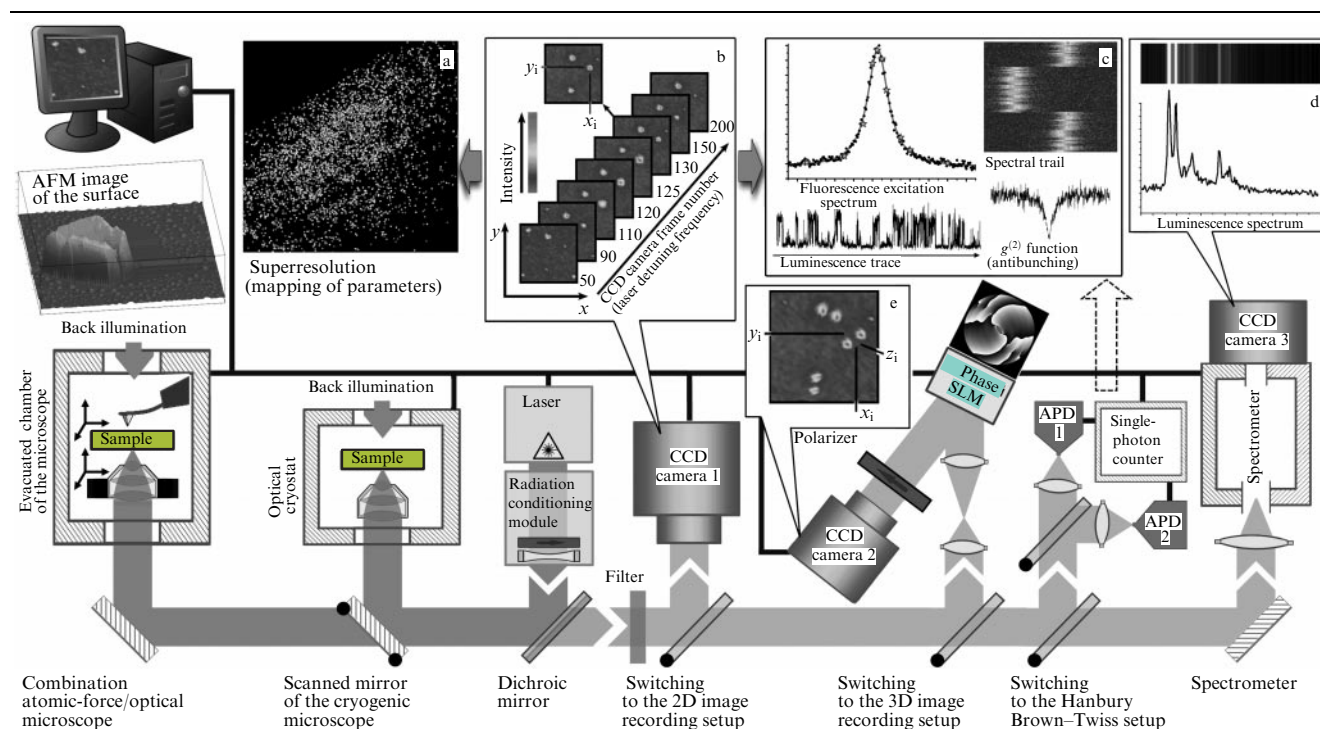 a
Superresolution
(mapping of parameters)
AFM image
of the surface
b
yi
xi
Intensity
y
x
50
90
110
120
125
130
150
200
CCD camera frame number
(laser detuning frequency)
c
Fluorescence excitation
spectrum
Luminescence trace
Spectral trail
g(2) function
(antibunching)
d
Luminescence spectrum
e
yi
zi
xi
Back illumination
Evacuated chamber
of the microscope
Sample
Back illumination
Optical
cryostat
Sample
Laser
Radiation
conditioning
module
CCD
camera 1
Polarizer
CCD
camera 2
Phase
SLM
APD
1
Single-
photon
counter
APD
2
CCD
camera 3
Spectrometer
Filter
Combination
atomic-force/optical
microscope
Scanned mirror
of the cryogenic
microscope
Dichroic
mirror
Switching
to the 2D image
recording setup
Switching
to the 3D image
recording setup
Switching
to the Hanbury
Brown–Twiss setup
Spectrometer